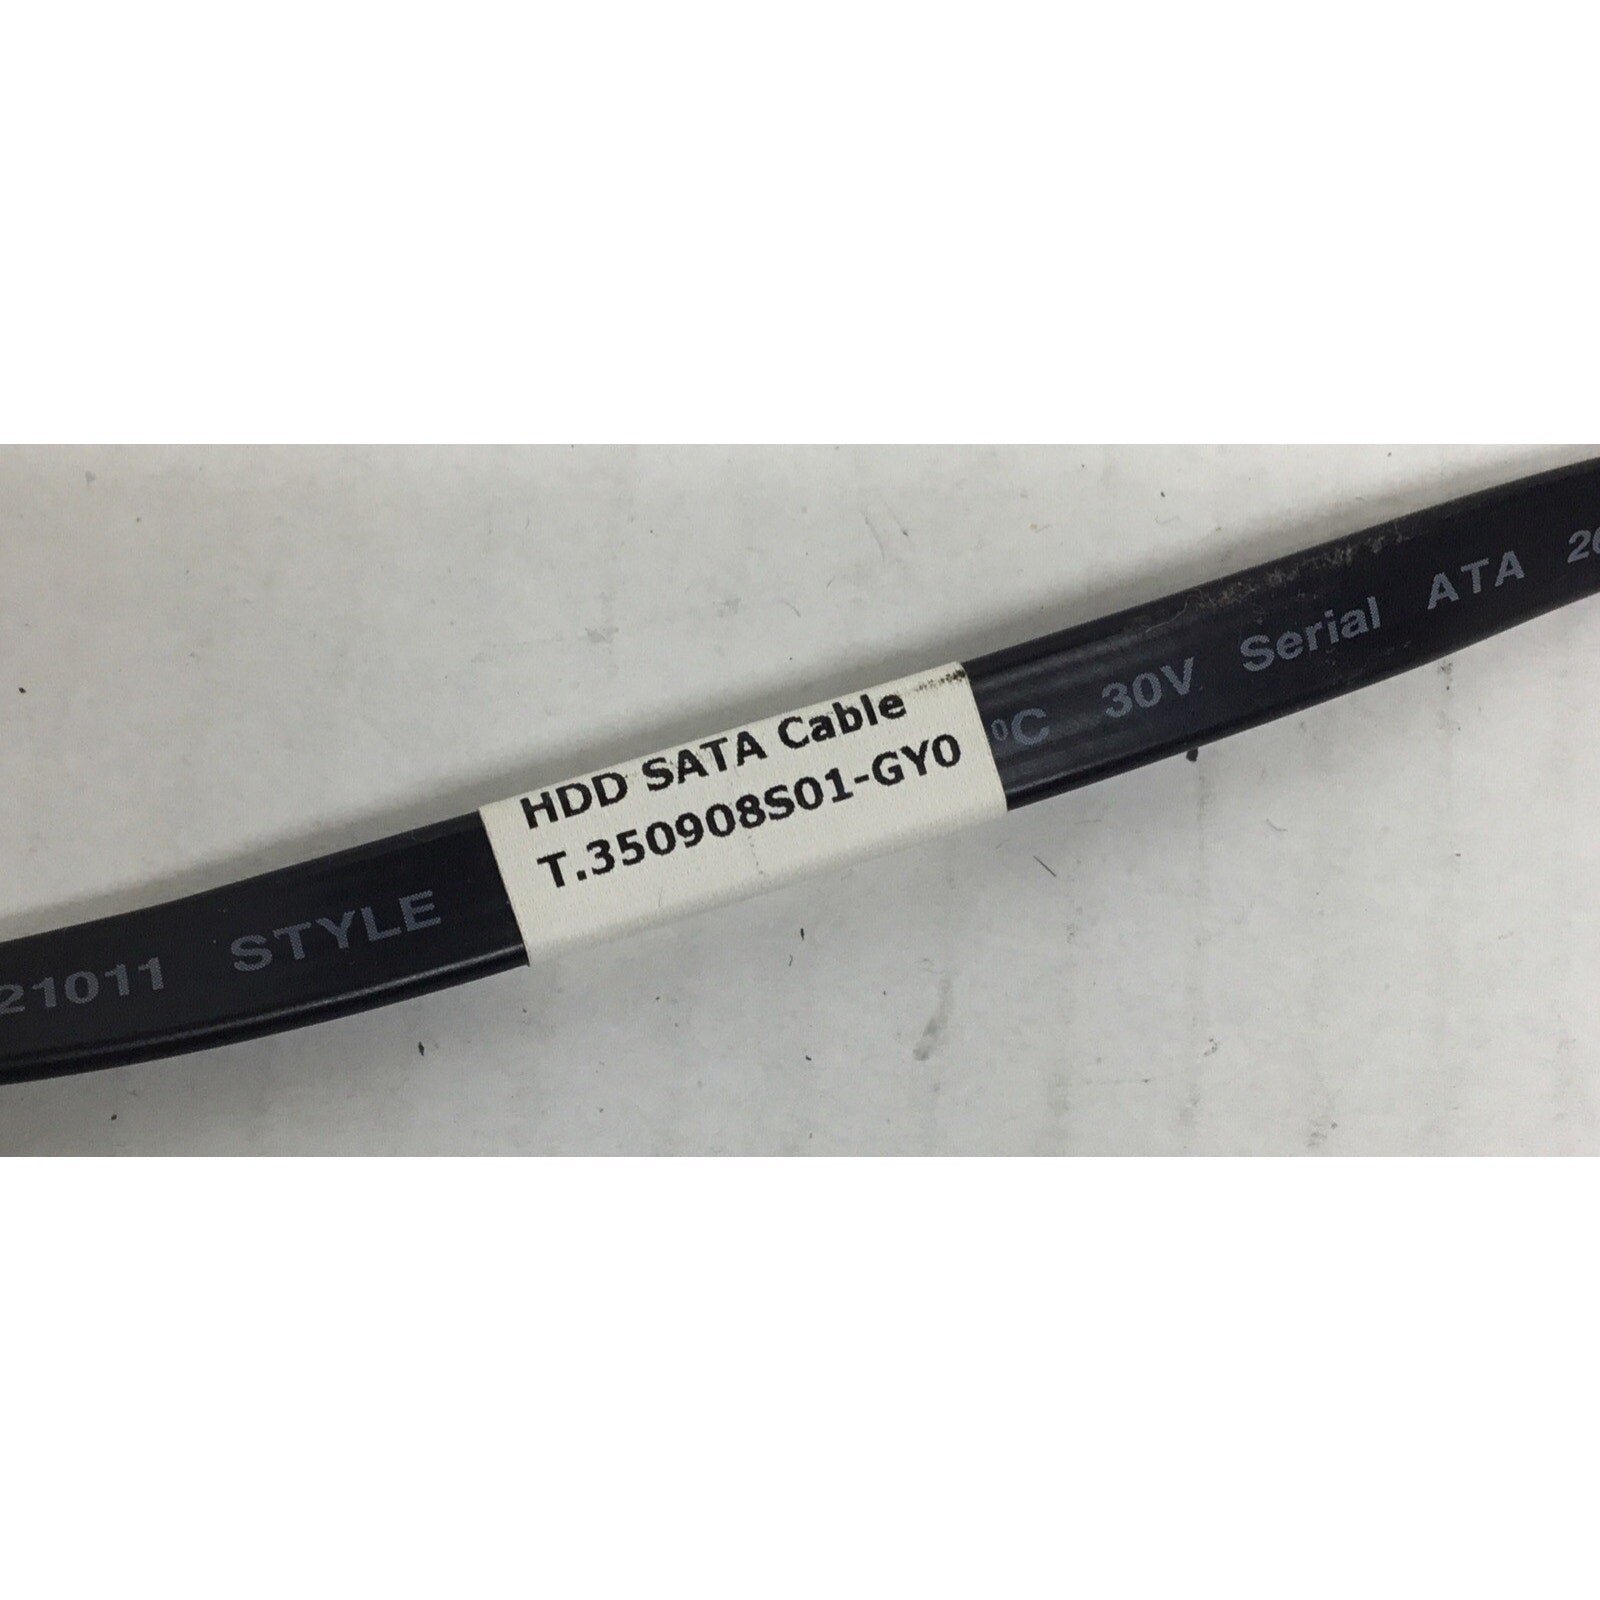 HDD SATA Cable
T.350908S01-GY0
21011 STYLE
°C 30V Serial ATA